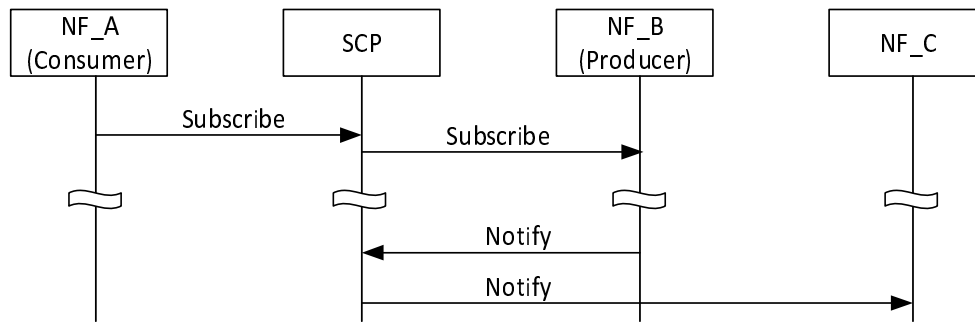 NF_A
(Consumer)
SCP
NF_B
(Producer)
NF_C
Subscribe
Subscribe
Notify
Notify